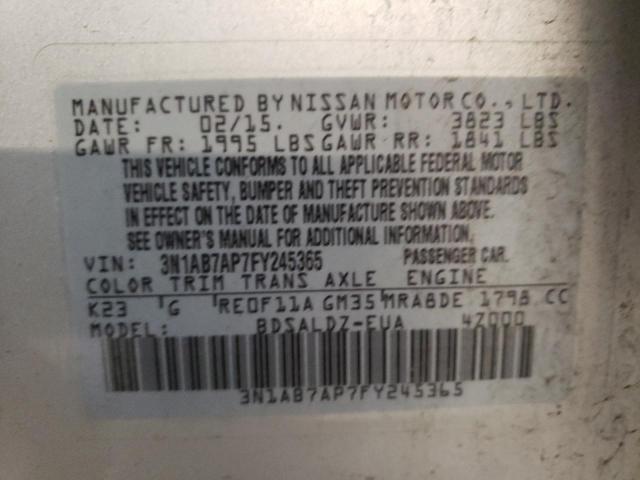 MANUFACTURED BY NISSAN MOTOR CO., LTD.
DATE: 02/15. GVWR: 3823 LBS
GAWR FR: 1995 LBS GAWR RR: 1841 LBS
THIS VEHICLE CONFORMS TO ALL APPLICABLE FEDERAL MOTOR
VEHICLE SAFETY, BUMPER AND THEFT PREVENTION STANDARDS
IN EFFECT ON THE DATE OF MANUFACTURE SHOWN ABOVE.
SEE OWNER'S MANUAL FOR ADDITIONAL INFORMATION.
VIN: 3N1AB7AP7FY245365 PASSENGER CAR.
COLOR TRIM TRANS AXLE ENGINE
K23 G RE0F11A GM35 MRA8DE 1798 CC
MODEL: BDSALDZ-EUA 4Z000
3N1AB7AP7FY245365